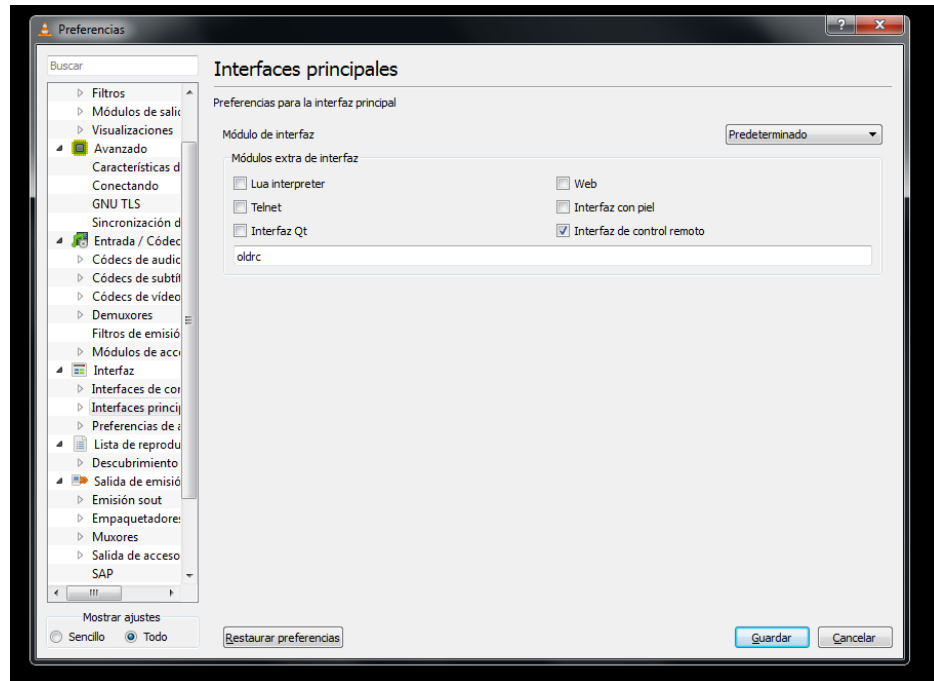 Preferencias
Buscar
Filtros
Módulos de salic
Visualizaciones
Avanzado
Características d
Conectando
GNU TLS
Sincronización d
Entrada / Códec
Códecs de audio
Códecs de subtít
Códecs de vídeo
Demuxores
Filtros de emisió
Módulos de acc
Interfaz
Interfaces de cor
Interfaces princip
Preferencias de a
Lista de reprodu
Descubrimiento
Salida de emisió
Emisión sout
Empaquetadores
Muxores
Salida de acceso
SAP
Mostrar ajustes
Sencillo Todo
Interfaces principales
Preferencias para la interfaz principal
Módulo de interfaz Predeterminado
Módulos extra de interfaz
Lua interpreter Web
Telnet Interfaz con piel
Interfaz Qt Interfaz de control remoto
oldrc
Restaurar preferencias Guardar Cancelar